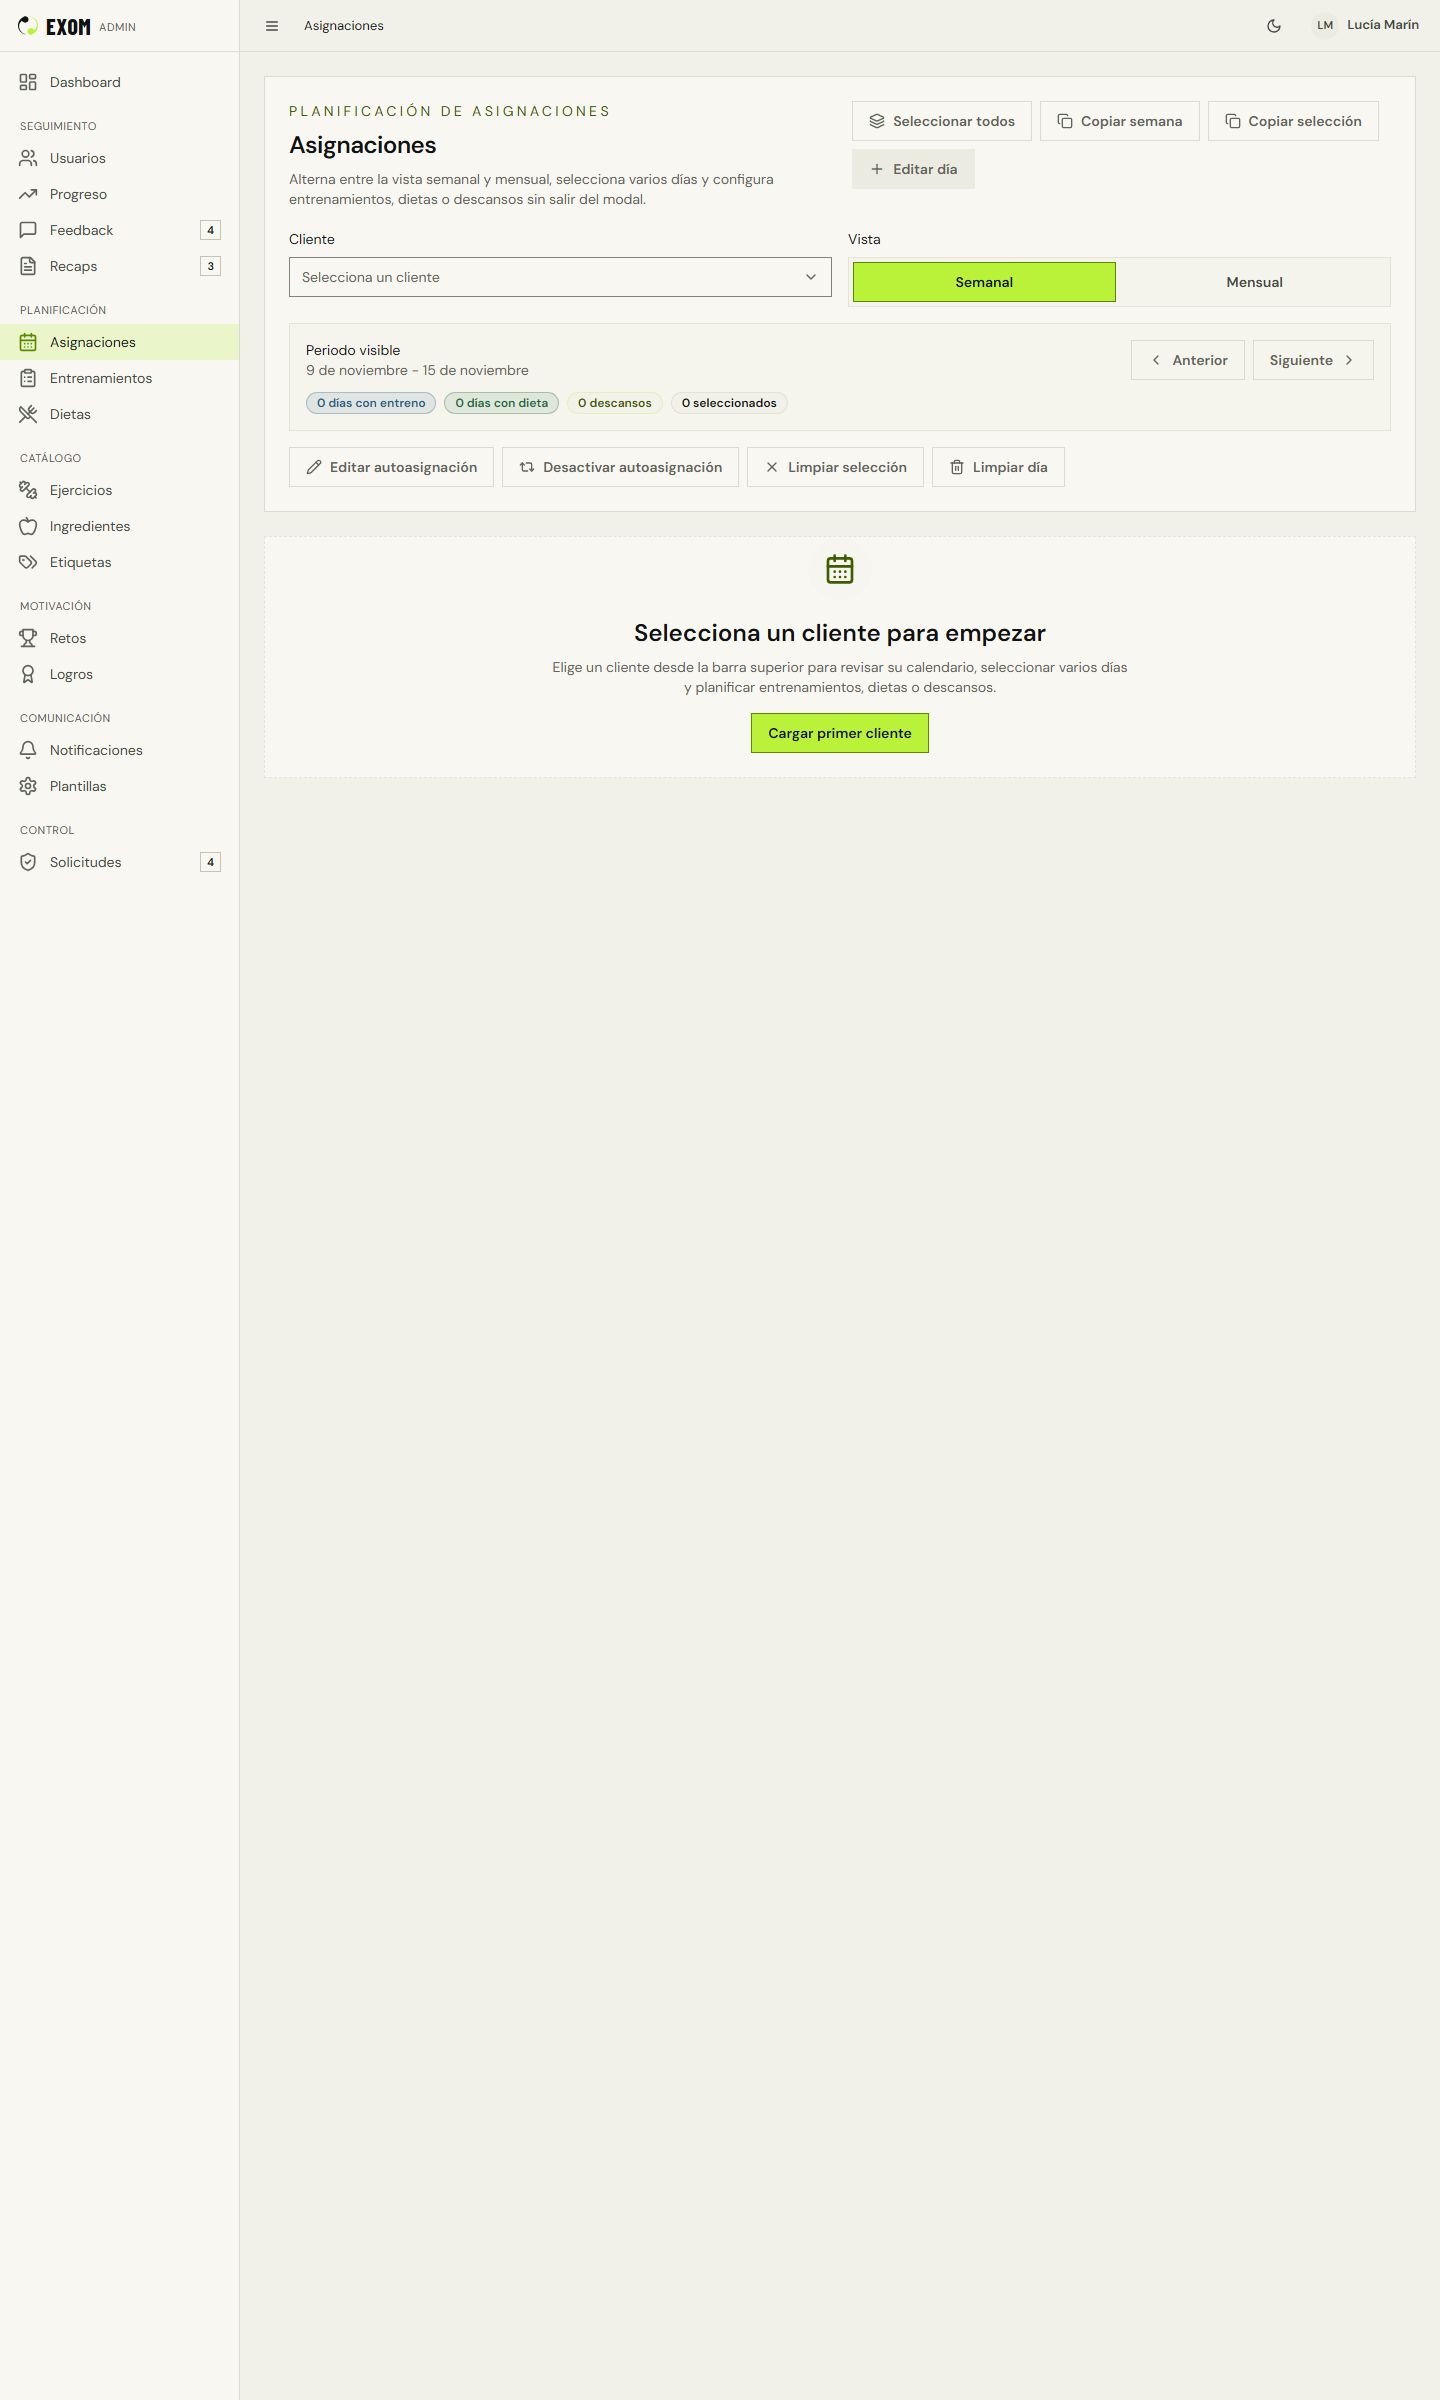 EXOM ADMIN
Asignaciones
LM Lucía Marín
Dashboard
SEGUIMIENTO
Usuarios
Progreso
Feedback 4
Recaps 3
PLANIFICACIÓN
Asignaciones
Entrenamientos
Dietas
CATÁLOGO
Ejercicios
Ingredientes
Etiquetas
MOTIVACIÓN
Retos
Logros
COMUNICACIÓN
Notificaciones
Plantillas
CONTROL
Solicitudes 4
PLANIFICACIÓN DE ASIGNACIONES
Asignaciones
Alterna entre la vista semanal y mensual, selecciona varios días y configura
entrenamientos, dietas o descansos sin salir del modal.
Seleccionar todos Copiar semana Copiar selección
Editar día
Cliente
Selecciona un cliente
Vista
Semanal Mensual
Periodo visible
9 de noviembre - 15 de noviembre
Anterior Siguiente
0 días con entreno 0 días con dieta 0 descansos 0 seleccionados
Editar autoasignación Desactivar autoasignación Limpiar selección Limpiar día
Selecciona un cliente para empezar
Elige un cliente desde la barra superior para revisar su calendario, seleccionar varios días
y planificar entrenamientos, dietas o descansos.
Cargar primer cliente